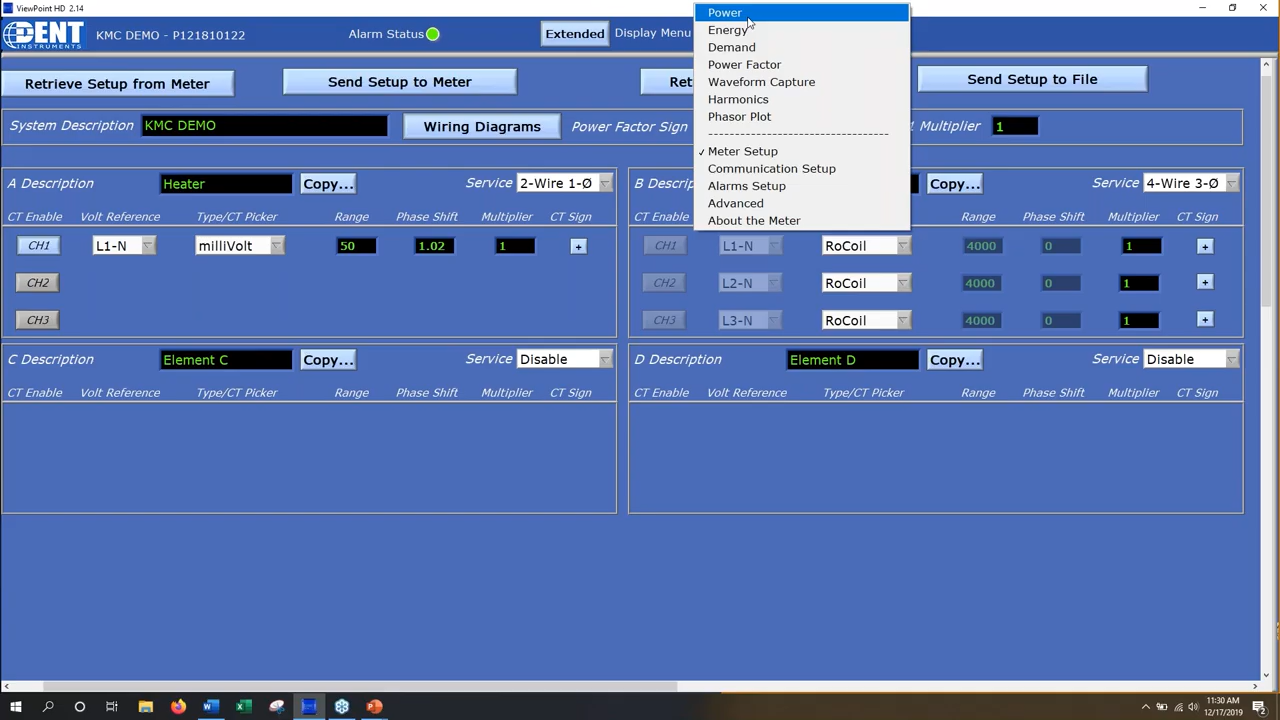 ViewPoint HD 2.14
DENT INSTRUMENTS
KMC DEMO - P121810122
Alarm Status
Extended
Display Menu
Power
Energy
Demand
Power Factor
Waveform Capture
Harmonics
Phasor Plot
--------------------------------
✓ Meter Setup
Communication Setup
Alarms Setup
Advanced
About the Meter
Retrieve Setup from Meter
Send Setup to Meter
Send Setup to File
System Description KMC DEMO Wiring Diagrams Power Factor Sign Multiplier 1
A Description Heater Copy... Service 2-Wire 1-Ø
CT Enable Volt Reference Type/CT Picker Range Phase Shift Multiplier CT Sign
CH1 L1-N milliVolt 50 1.02 1 +
CH2
CH3
Copy... Service 4-Wire 3-Ø
CT Enable Volt Reference Type/CT Picker Range Phase Shift Multiplier CT Sign
CH1 L1-N RoCoil 4000 0 1 +
CH2 L2-N RoCoil 4000 0 1 +
CH3 L3-N RoCoil 4000 0 1 +
C Description Element C Copy... Service Disable
CT Enable Volt Reference Type/CT Picker Range Phase Shift Multiplier CT Sign
D Description Element D Copy... Service Disable
CT Enable Volt Reference Type/CT Picker Range Phase Shift Multiplier CT Sign
11:30 AM
12/17/2019
2